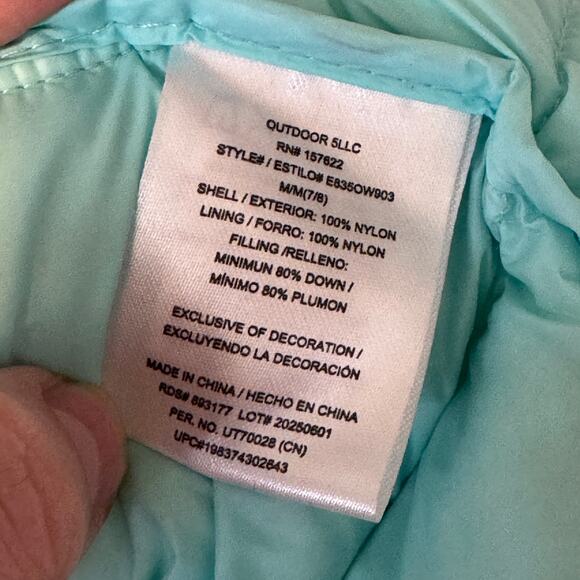 OUTDOOR 5LLC
RN# 157622
STYLE# / ESTILO# E835OW903
M/M(7/8)
SHELL / EXTERIOR: 100% NYLON
LINING / FORRO: 100% NYLON
FILLING /RELLENO:
MINIMUN 80% DOWN /
MÍNIMO 80% PLUMON
EXCLUSIVE OF DECORATION /
EXCLUYENDO LA DECORACIÓN
MADE IN CHINA / HECHO EN CHINA
RDS# 893177 LOT# 20250601
PER. NO. UT70028 (CN)
UPC#198374302643